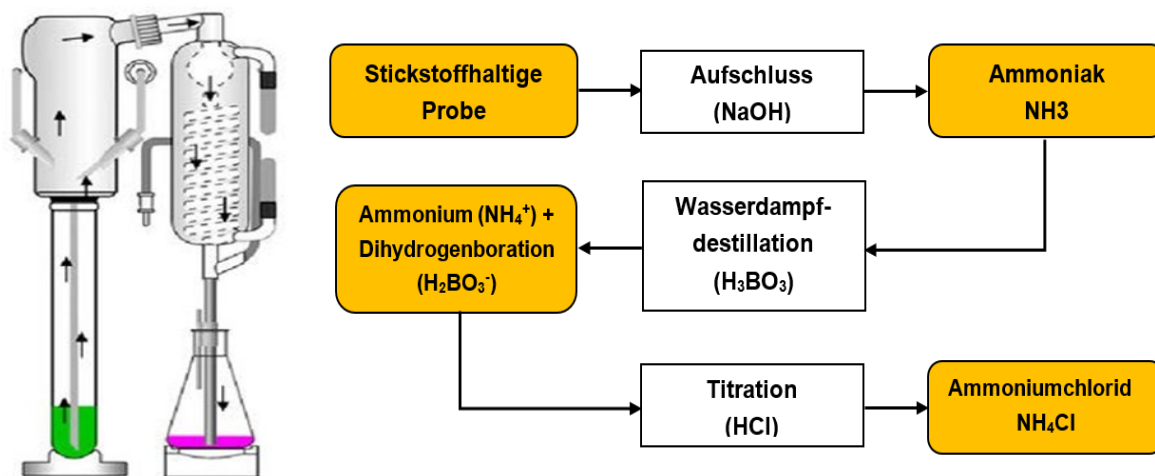 Stickstoffhaltige
Probe
Aufschluss
(NaOH)
Ammoniak
NH3
Wasserdampf-
destillation
(H₃BO₃)
Ammonium (NH₄⁺) +
Dihydrogenboration
(H₂BO₃⁻)
Titration
(HCl)
Ammoniumchlorid
NH₄Cl